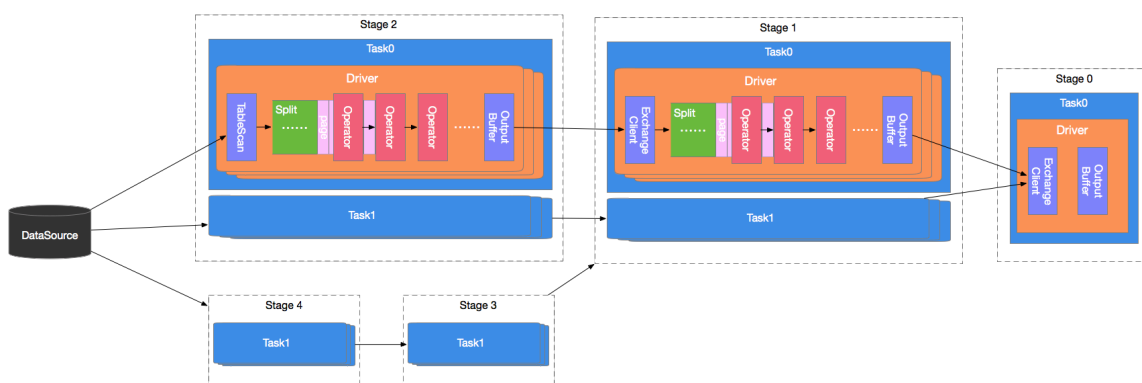 Stage 2
Task0
Driver
TableScan
Split
......
page
Operator
Operator
Operator
......
Output
Buffer
Task1
Stage 1
Task0
Driver
Exchange
Client
Split
......
page
Operator
Operator
Operator
......
Output
Buffer
Task1
Stage 0
Task0
Driver
Exchange
Client
Output
Buffer
DataSource
Stage 4
Task1
Stage 3
Task1